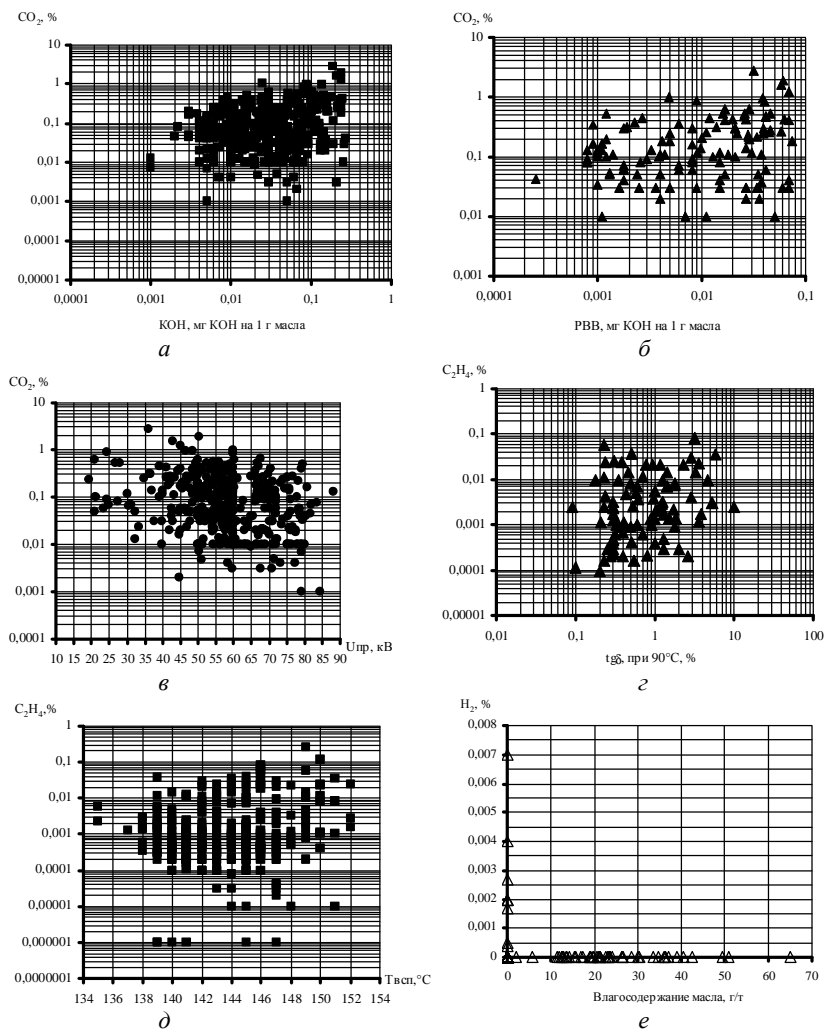 CO2, %
10
1
0,1
0,01
0,001
0,0001
0,00001
0,0001 0,001 0,01 0,1 1
КОН, мг КОН на 1 г масла
а
CO2, %
10
1
0,1
0,01
0,001
0,0001 0,001 0,01 0,1
РВВ, мг КОН на 1 г масла
б
CO2, %
10
1
0,1
0,01
0,001
0,0001
10 15 20 25 30 35 40 45 50 55 60 65 70 75 80 85 90
Uпр, кВ
в
C2H4, %
1
0,1
0,01
0,001
0,0001
0,00001
0,01 0,1 1 10 100
tgδ, при 90°С, %
г
C2H4, %
1
0,1
0,01
0,001
0,0001
0,00001
0,000001
0,0000001
134 136 138 140 142 144 146 148 150 152 154
Твсп,°С
д
H2, %
0,008
0,007
0,006
0,005
0,004
0,003
0,002
0,001
0
0 10 20 30 40 50 60 70
Влагосодержание масла, г/т
е